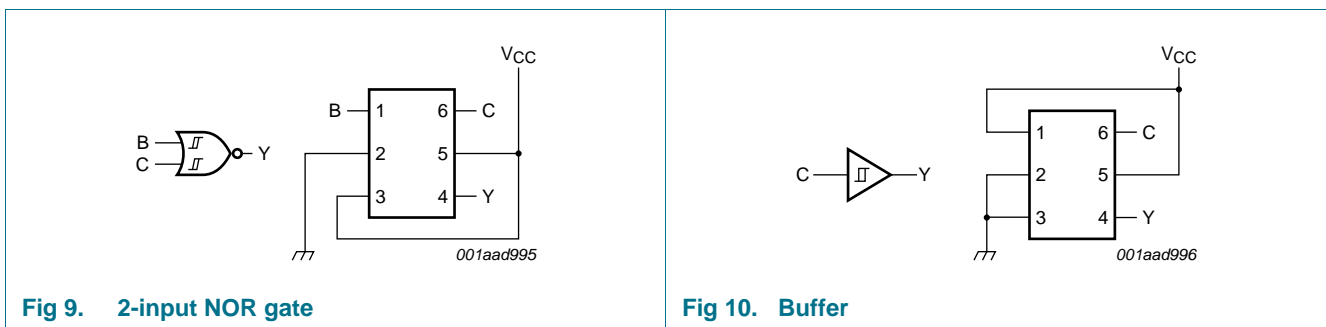 VCC
B 1 6 C
B
C
Y
2 5
3 4 Y
001aad995
Fig 9. 2-input NOR gate
VCC
1 6 C
C
Y
2 5
3 4 Y
001aad996
Fig 10. Buffer